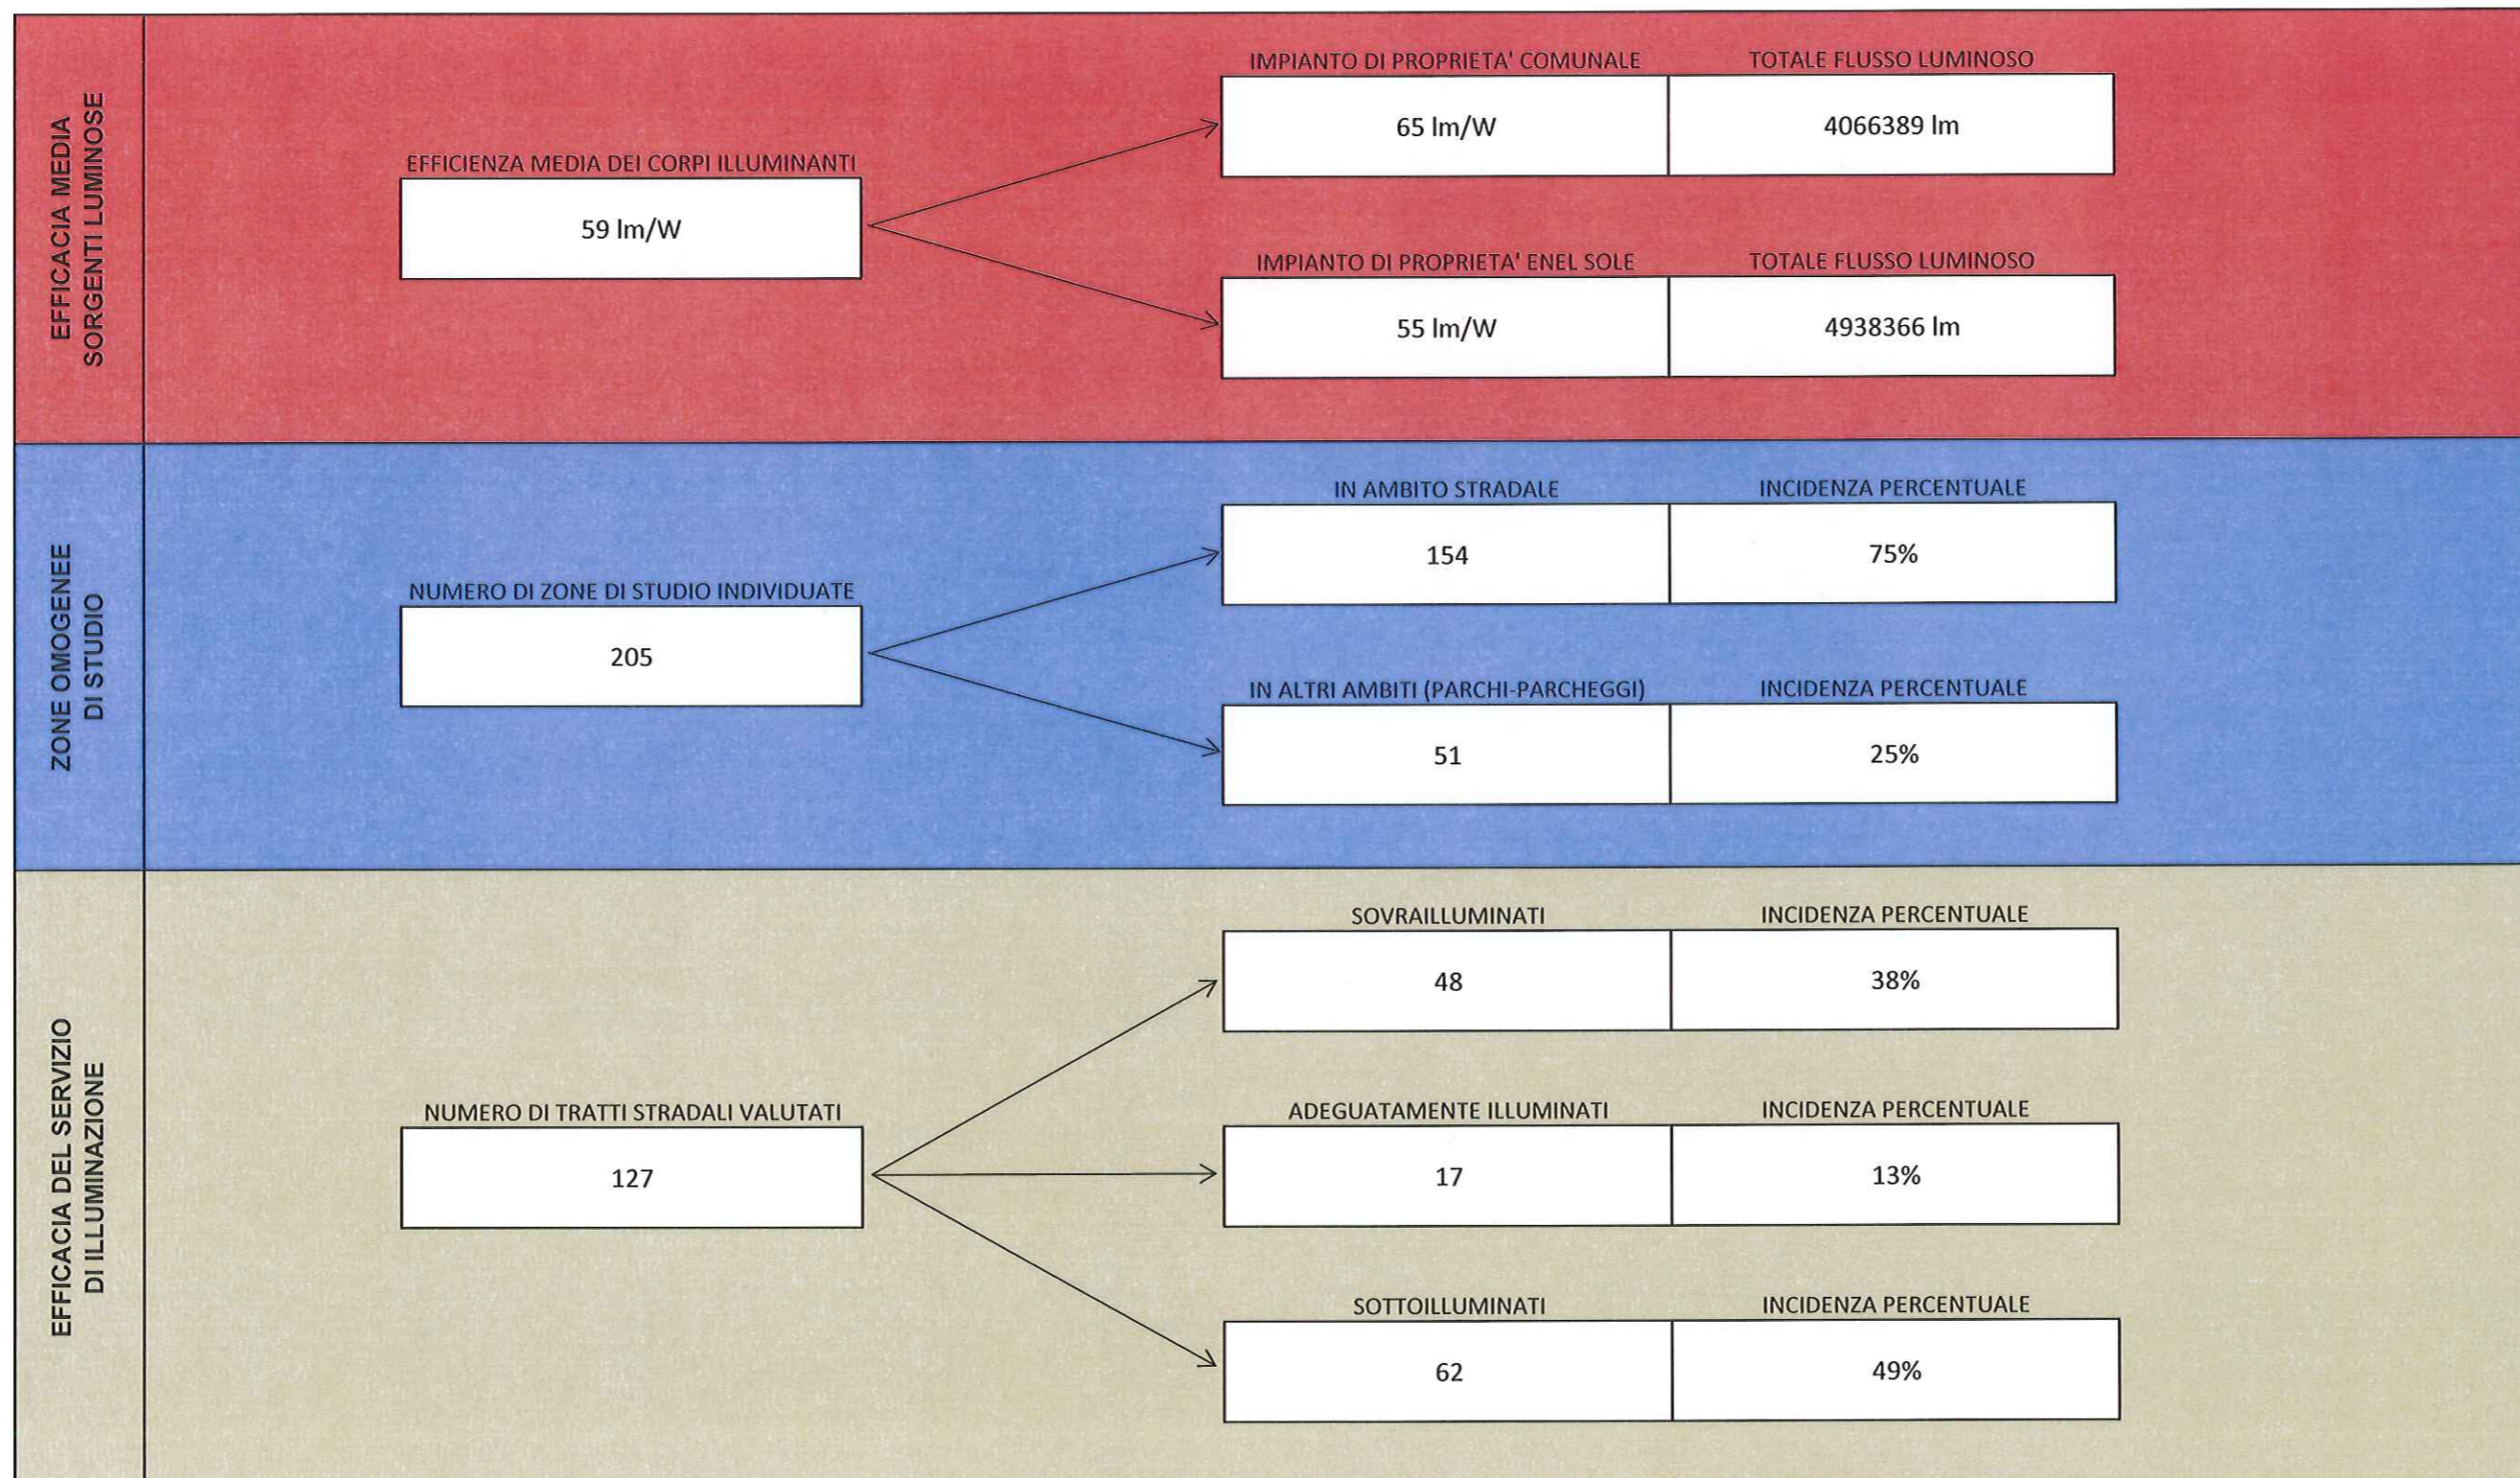 EFFICACIA MEDIA
SORGENTI LUMINOSE
EFFICIENZA MEDIA DEI CORPI ILLUMINANTI
59 lm/W
IMPIANTO DI PROPRIETA' COMUNALE
TOTALE FLUSSO LUMINOSO
65 lm/W
4066389 lm
IMPIANTO DI PROPRIETA' ENEL SOLE
TOTALE FLUSSO LUMINOSO
55 lm/W
4938366 lm
ZONE OMOGENEE
DI STUDIO
NUMERO DI ZONE DI STUDIO INDIVIDUATE
205
IN AMBITO STRADALE
INCIDENZA PERCENTUALE
154
75%
IN ALTRI AMBITI (PARCHI-PARCHEGGI)
INCIDENZA PERCENTUALE
51
25%
EFFICACIA DEL SERVIZIO
DI ILLUMINAZIONE
NUMERO DI TRATTI STRADALI VALUTATI
127
SOVRAILLUMINATI
INCIDENZA PERCENTUALE
48
38%
ADEGUATAMENTE ILLUMINATI
INCIDENZA PERCENTUALE
17
13%
SOTTOILLUMINATI
INCIDENZA PERCENTUALE
62
49%